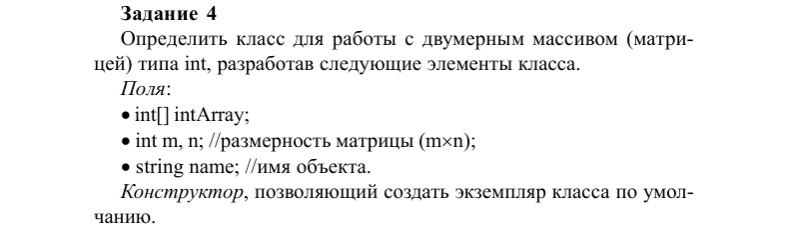 Задание 4
Определить класс для работы с двумерным массивом (матри-
цей) типа int, разработав следующие элементы класса.
Поля:
• int[] intArray;
• int m, n; //размерность матрицы (m×n);
• string name; //имя объекта.
Конструктор, позволяющий создать экземпляр класса по умол-
чанию.